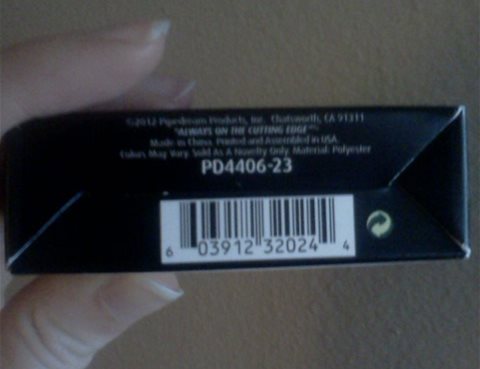 ©2012 Pipedream Products, Inc. Chatsworth, CA 91311
"ALWAYS ON THE CUTTING EDGE"
Made in China. Printed and Assembled in USA.
Colors May Vary. Sold As A Novelty Only. Material: Polyester
PD4406-23
6 03912 32024 4